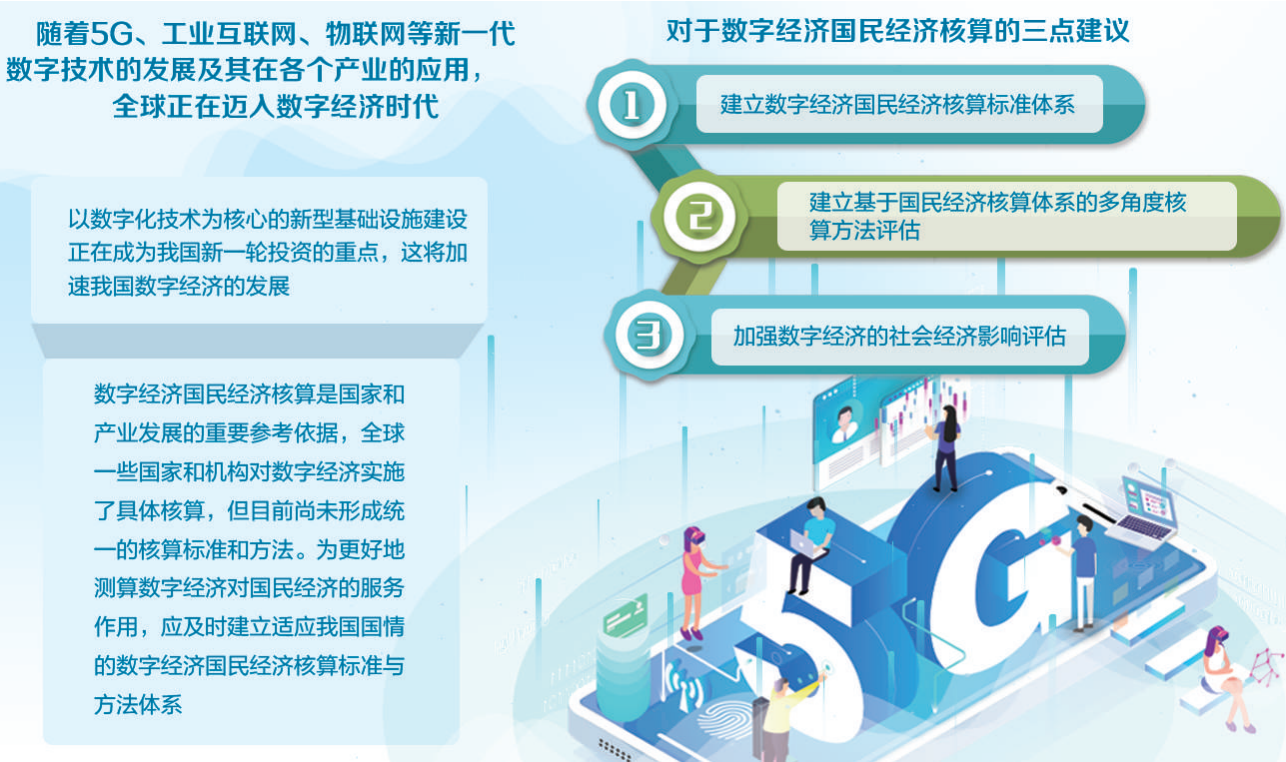 随着5G、工业互联网、物联网等新一代
数字技术的发展及其在各个产业的应用，
全球正在迈入数字经济时代
以数字化技术为核心的新型基础设施建设
正在成为我国新一轮投资的重点，这将加
速我国数字经济的发展
数字经济国民经济核算是国家和
产业发展的重要参考依据，全球
一些国家和机构对数字经济实施
了具体核算，但目前尚未形成统
一的核算标准和方法。为更好地
测算数字经济对国民经济的服务
作用，应及时建立适应我国国情
的数字经济国民经济核算标准与
方法体系
对于数字经济国民经济核算的三点建议
1
建立数字经济国民经济核算标准体系
2
建立基于国民经济核算体系的多角度核
算方法评估
3
加强数字经济的社会经济影响评估
5G